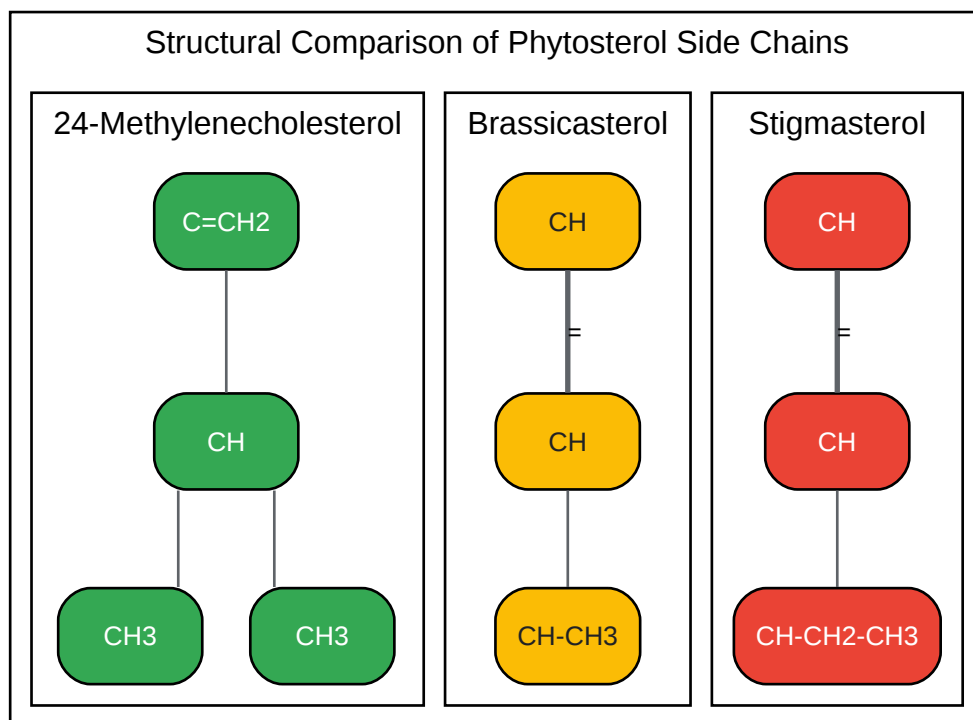 Structural Comparison of Phytosterol Side Chains
24-Methylenecholesterol
C=CH2
CH
CH3
CH3
Brassicasterol
CH
=
CH
CH-CH3
Stigmasterol
CH
=
CH
CH-CH2-CH3